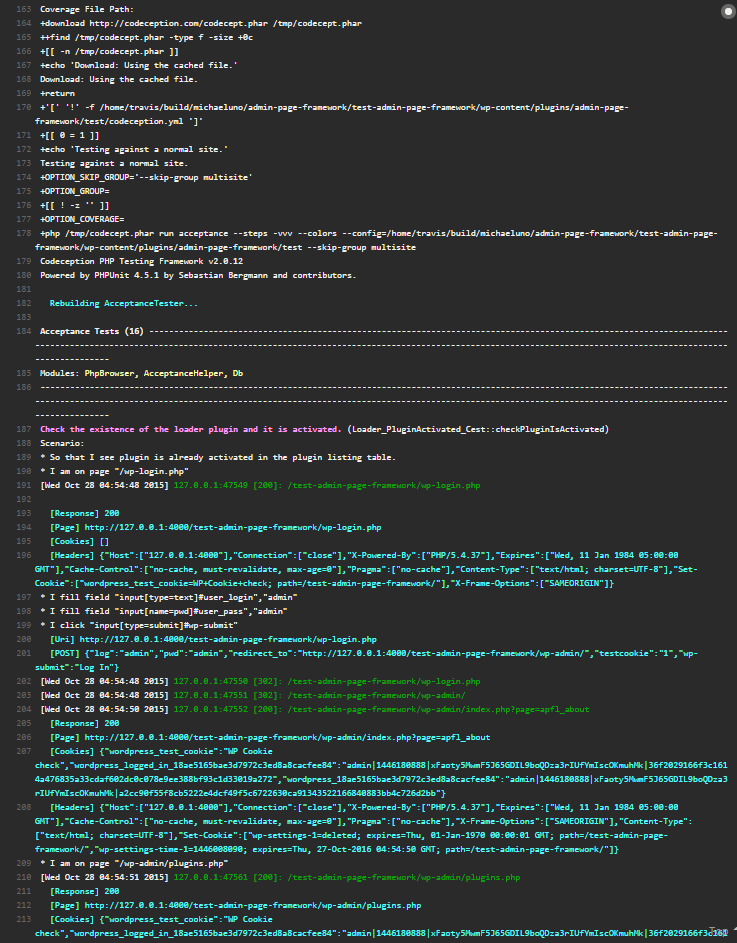 163 Coverage File Path:
164 +download http://codeception.com/codecept.phar /tmp/codecept.phar
165 ++find /tmp/codecept.phar -type f -size +0c
166 +[[ -n /tmp/codecept.phar ]]
167 +echo 'Download: Using the cached file.'
168 Download: Using the cached file.
169 +return
170 +'[' '!' -f /home/travis/build/michaeluno/admin-page-framework/test-admin-page-framework/wp-content/plugins/admin-page-
framework/test/codeception.yml ']'
171 +[[ 0 = 1 ]]
172 +echo 'Testing against a normal site.'
173 Testing against a normal site.
174 +OPTION_SKIP_GROUP='--skip-group multisite'
175 +OPTION_GROUP=
176 +[[ ! -z '' ]]
177 +OPTION_COVERAGE=
178 +php /tmp/codecept.phar run acceptance --steps -vvv --colors --config=/home/travis/build/michaeluno/admin-page-framework/test-admin-page-
framework/wp-content/plugins/admin-page-framework/test --skip-group multisite
179 Codeception PHP Testing Framework v2.0.12
180 Powered by PHPUnit 4.5.1 by Sebastian Bergmann and contributors.
181
182 Rebuilding AcceptanceTester...
183
184 Acceptance Tests (16) --------------------------------------------------------------------------------------------------------------------
-------------------------------------------------------------------------------------------------------------------------------------------
---------------
185 Modules: PhpBrowser, AcceptanceHelper, Db
186 ------------------------------------------------------------------------------------------------------------------------------------------
-------------------------------------------------------------------------------------------------------------------------------------------
---------------
187 Check the existence of the loader plugin and it is activated. (Loader_PluginActivated_Cest::checkPluginIsActivated)
188 Scenario:
189 * So that I see plugin is already activated in the plugin listing table.
190 * I am on page "/wp-login.php"
191 [Wed Oct 28 04:54:48 2015] 127.0.0.1:47549 [200]: /test-admin-page-framework/wp-login.php
192
193 [Response] 200
194 [Page] http://127.0.0.1:4000/test-admin-page-framework/wp-login.php
195 [Cookies] []
196 [Headers] {"Host":["127.0.0.1:4000"],"Connection":["close"],"X-Powered-By":["PHP/5.4.37"],"Expires":["Wed, 11 Jan 1984 05:00:00
GMT"],"Cache-Control":["no-cache, must-revalidate, max-age=0"],"Pragma":["no-cache"],"Content-Type":["text/html; charset=UTF-8"],"Set-
Cookie":["wordpress_test_cookie=WP+Cookie+check; path=/test-admin-page-framework/"],"X-Frame-Options":["SAMEORIGIN"]}
197 * I fill field "input[type=text]#user_login","admin"
198 * I fill field "input[name=pwd]#user_pass","admin"
199 * I click "input[type=submit]#wp-submit"
200 [Uri] http://127.0.0.1:4000/test-admin-page-framework/wp-login.php
201 [POST] {"log":"admin","pwd":"admin","redirect_to":"http://127.0.0.1:4000/test-admin-page-framework/wp-admin/","testcookie":"1","wp-
submit":"Log In"}
202 [Wed Oct 28 04:54:48 2015] 127.0.0.1:47550 [302]: /test-admin-page-framework/wp-login.php
203 [Wed Oct 28 04:54:48 2015] 127.0.0.1:47551 [302]: /test-admin-page-framework/wp-admin/
204 [Wed Oct 28 04:54:50 2015] 127.0.0.1:47552 [200]: /test-admin-page-framework/wp-admin/index.php?page=apfl_about
205 [Response] 200
206 [Page] http://127.0.0.1:4000/test-admin-page-framework/wp-admin/index.php?page=apfl_about
207 [Cookies] {"wordpress_test_cookie":"WP Cookie
check","wordpress_logged_in_18ae5165bae3d7972c3ed8a8cacfee84":"admin|1446180888|xFaoty5MwmF5J65GDIL9boQDza3rIUfYmIscOKmuhMk|36f2029166f3c161
4a476835a33cdaf602dc0c078e9ee388bf93c1d33019a272","wordpress_18ae5165bae3d7972c3ed8a8cacfee84":"admin|1446180888|xFaoty5MwmF5J65GDIL9boQDza3
rIUfYmIscOKmuhMk|a2cc90f55f8cb5222e4dcf49f5c6722630ca91343522166840883bb4c726d2bb"}
208 [Headers] {"Host":["127.0.0.1:4000"],"Connection":["close"],"X-Powered-By":["PHP/5.4.37"],"Expires":["Wed, 11 Jan 1984 05:00:00
GMT"],"Cache-Control":["no-cache, must-revalidate, max-age=0"],"Pragma":["no-cache"],"X-Frame-Options":["SAMEORIGIN"],"Content-Type":
["text/html; charset=UTF-8"],"Set-Cookie":["wp-settings-1=deleted; expires=Thu, 01-Jan-1970 00:00:01 GMT; path=/test-admin-page-
framework/","wp-settings-time-1=1446008090; expires=Thu, 27-Oct-2016 04:54:50 GMT; path=/test-admin-page-framework/"]}
209 * I am on page "/wp-admin/plugins.php"
210 [Wed Oct 28 04:54:51 2015] 127.0.0.1:47561 [200]: /test-admin-page-framework/wp-admin/plugins.php
211 [Response] 200
212 [Page] http://127.0.0.1:4000/test-admin-page-framework/wp-admin/plugins.php
213 [Cookies] {"wordpress_test_cookie":"WP Cookie
check","wordpress_logged_in_18ae5165bae3d7972c3ed8a8cacfee84":"admin|1446180888|xFaoty5MwmF5J65GDIL9boQDza3rIUfYmIscOKmuhMk|36f2029166f3c161
Top